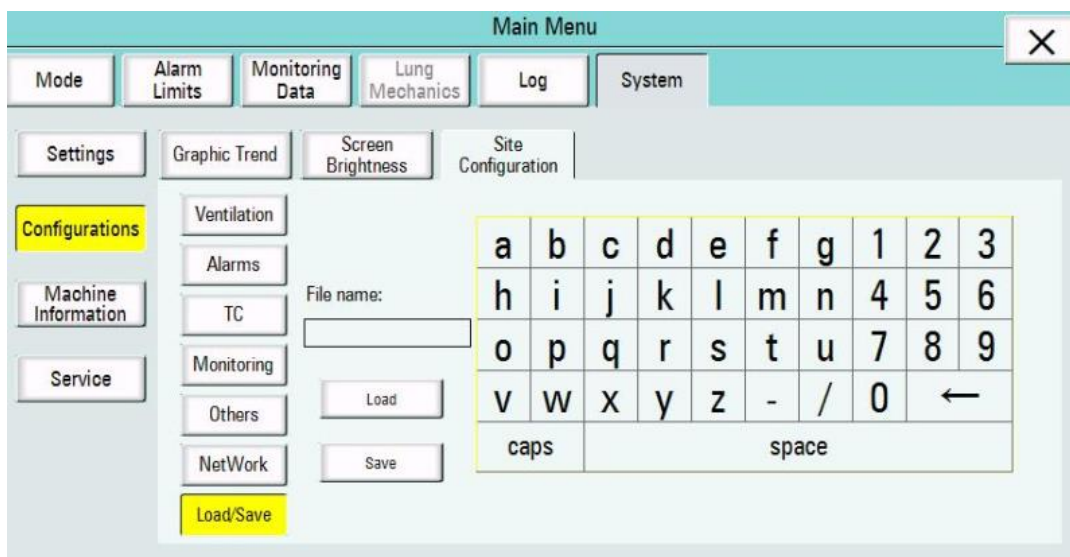 Main Menu
X
Mode
Alarm
Limits
Monitoring
Data
Lung
Mechanics
Log
System
Settings
Graphic Trend
Screen
Brightness
Site
Configuration
Configurations
Machine
Information
Service
Ventilation
Alarms
TC
Monitoring
Others
NetWork
Load/Save
File name:
Load
Save
a b c d e f g 1 2 3
h i j k l m n 4 5 6
o p q r s t u 7 8 9
v w x y z - / 0 ←
caps space